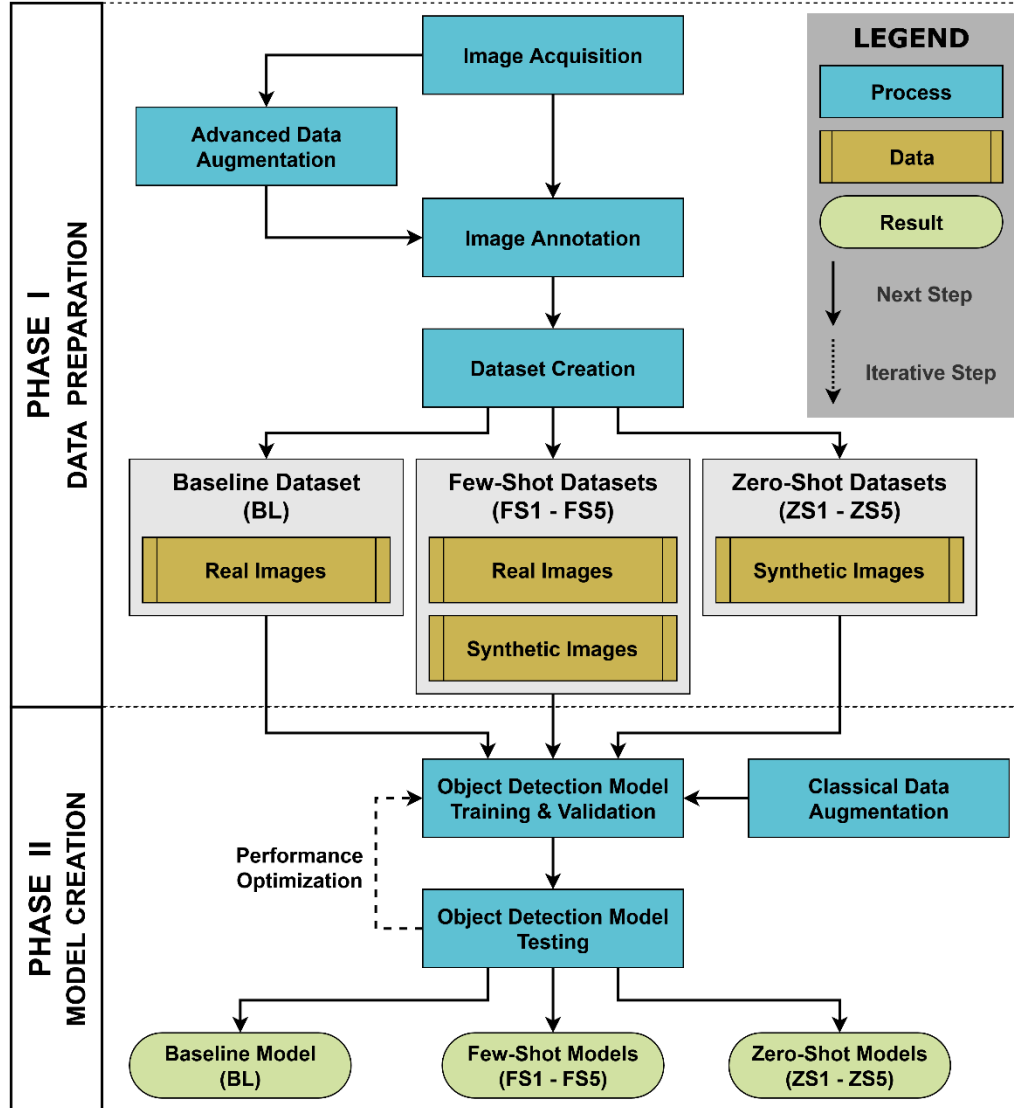 PHASE I
DATA PREPARATION
Image Acquisition
Advanced Data
Augmentation
Image Annotation
Dataset Creation
Baseline Dataset
(BL)
Real Images
Few-Shot Datasets
(FS1 - FS5)
Real Images
Synthetic Images
Zero-Shot Datasets
(ZS1 - ZS5)
Synthetic Images
LEGEND
Process
Data
Result
Next Step
Iterative Step
PHASE II
MODEL CREATION
Object Detection Model
Training & Validation
Classical Data
Augmentation
Performance
Optimization
Object Detection Model
Testing
Baseline Model
(BL)
Few-Shot Models
(FS1 - FS5)
Zero-Shot Models
(ZS1 - ZS5)